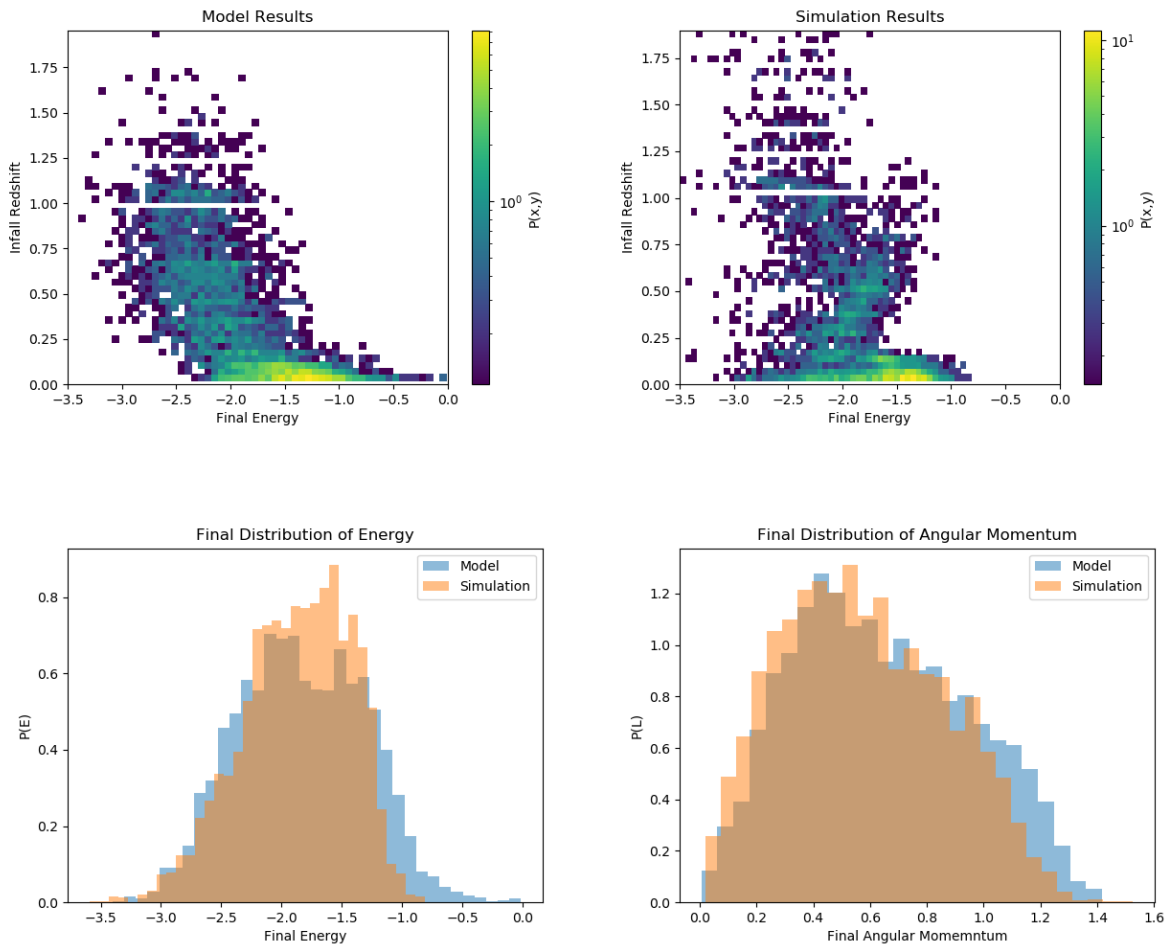 Model Results
Infall Redshift
1.75
1.50
1.25
1.00
0.75
0.50
0.25
0.00
−3.5 −3.0 −2.5 −2.0 −1.5 −1.0 −0.5 0.0
Final Energy
10⁰
P(x,y)
Simulation Results
Infall Redshift
1.75
1.50
1.25
1.00
0.75
0.50
0.25
0.00
−3.5 −3.0 −2.5 −2.0 −1.5 −1.0 −0.5 0.0
Final Energy
10¹
10⁰
P(x,y)
Final Distribution of Energy
Model
Simulation
P(E)
0.8
0.6
0.4
0.2
0.0
−3.5 −3.0 −2.5 −2.0 −1.5 −1.0 −0.5 0.0
Final Energy
Final Distribution of Angular Momentum
Model
Simulation
P(L)
1.2
1.0
0.8
0.6
0.4
0.2
0.0
0.0 0.2 0.4 0.6 0.8 1.0 1.2 1.4 1.6
Final Angular Momemntum